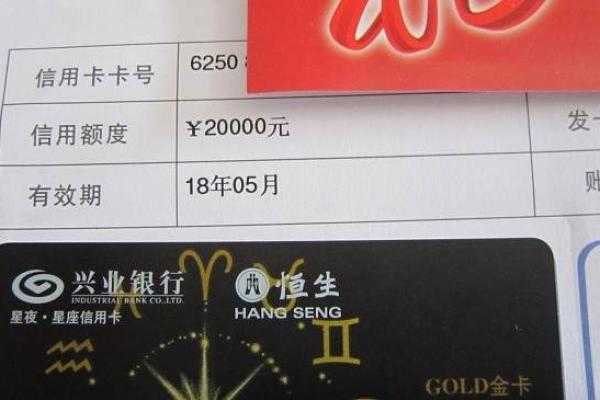 信用卡卡号 6250
信用额度 ￥20000元 发
有效期 18年05月 账
兴业银行
INDUSTRIAL BANK CO.,LTD.
恒生
HANG SENG
星夜·星座信用卡
GOLD金卡